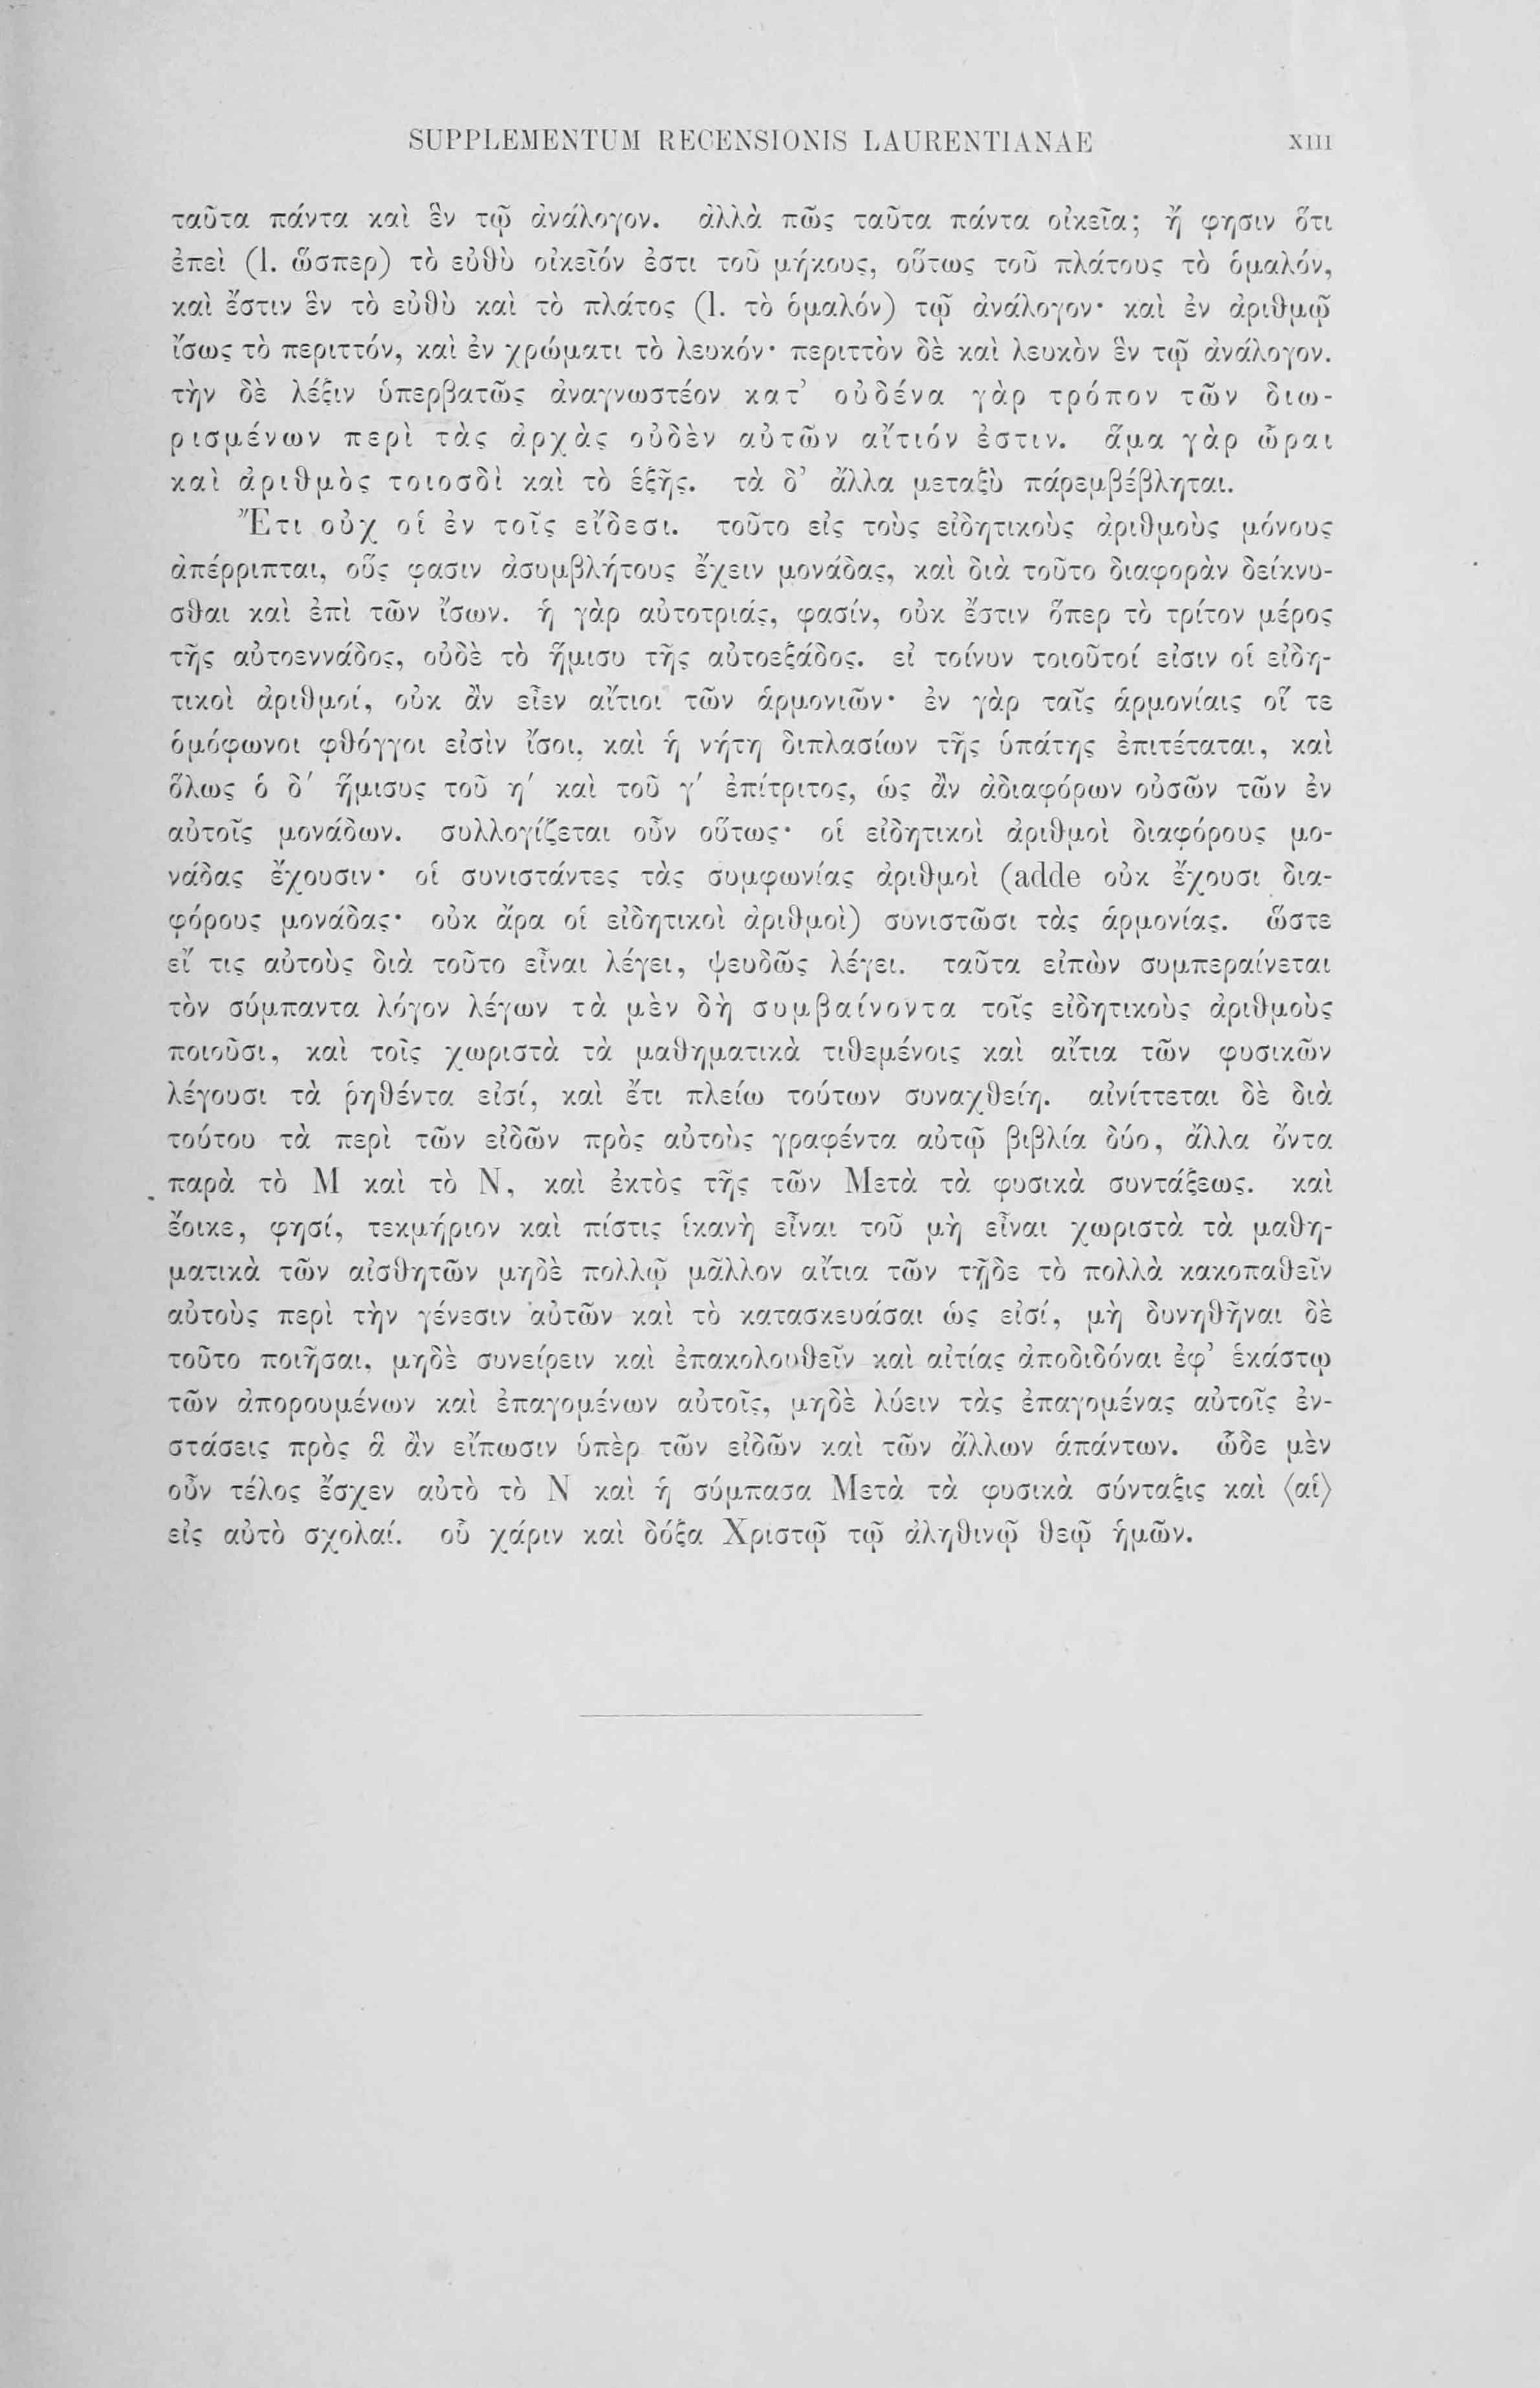 SUPPLEMENTUM RECENSIONIS LAURENTIANAE XIII
ταῦτα πάντα καὶ ἓν τῷ ἀνάλογον. ἀλλὰ πῶς ταῦτα πάντα οἰκεῖα; ἤ φησιν ὅτι
ἐπεὶ (l. ὥσπερ) τὸ εὐθὺ οἰκεῖόν ἐστι τοῦ μήκους, οὕτως τοῦ πλάτους τὸ ὁμαλόν,
καὶ ἔστιν ἓν τὸ εὐθὺ καὶ τὸ πλάτος (l. τὸ ὁμαλόν) τῷ ἀνάλογον· καὶ ἐν ἀριθμῷ
ἴσως τὸ περιττόν, καὶ ἐν χρώματι τὸ λευκόν· περιττὸν δὲ καὶ λευκὸν ἓν τῷ ἀνάλογον.
τὴν δὲ λέξιν ὑπερβατῶς ἀναγνωστέον κατ’ οὐδένα γὰρ τρόπον τῶν διω-
ρισμένων περὶ τὰς ἀρχὰς οὐδὲν αὐτῶν αἴτιόν ἐστιν. ἅμα γὰρ ὧραι
καὶ ἀριθμὸς τοιοσδὶ καὶ τὸ ἑξῆς. τὰ δ’ ἄλλα μεταξὺ πάρεμβέβληται.
Ἔτι οὐχ οἱ ἐν τοῖς εἴδεσι. τοῦτο εἰς τοὺς εἰδητικοὺς ἀριθμοὺς μόνους
ἀπέρριπται, οὕς φασιν ἀσυμβλήτους ἔχειν μονάδας, καὶ διὰ τοῦτο διαφορὰν δείκνυ-
σθαι καὶ ἐπὶ τῶν ἴσων. ἡ γὰρ αὐτοτριάς, φασίν, οὐκ ἔστιν ὅπερ τὸ τρίτον μέρος
τῆς αὐτοεννάδος, οὐδὲ τὸ ἥμισυ τῆς αὐτοεξάδος. εἰ τοίνυν τοιοῦτοί εἰσιν οἱ εἰδη-
τικοὶ ἀριθμοί, οὐκ ἂν εἶεν αἴτιοι τῶν ἁρμονιῶν· ἐν γὰρ ταῖς ἁρμονίαις οἵ τε
ὁμόφωνοι φθόγγοι εἰσὶν ἴσοι, καὶ ἡ νήτη διπλασίων τῆς ὑπάτης ἐπιτέταται, καὶ
ὅλως ὁ δ′ ἥμισυς τοῦ η′ καὶ τοῦ γ′ ἐπίτριτος, ὡς ἂν ἀδιαφόρων οὐσῶν τῶν ἐν
αὐτοῖς μονάδων. συλλογίζεται οὖν οὕτως· οἱ εἰδητικοὶ ἀριθμοὶ διαφόρους μο-
νάδας ἔχουσιν· οἱ συνιστάντες τὰς συμφωνίας ἀριθμοὶ (adde οὐκ ἔχουσι δια-
φόρους μονάδας· οὐκ ἄρα οἱ εἰδητικοὶ ἀριθμοὶ) συνιστῶσι τὰς ἁρμονίας. ὥστε
εἴ τις αὐτοὺς διὰ τοῦτο εἶναι λέγει, ψευδῶς λέγει. ταῦτα εἰπὼν συμπεραίνεται
τὸν σύμπαντα λόγον λέγων τὰ μὲν δὴ συμβαίνοντα τοῖς εἰδητικοὺς ἀριθμοὺς
ποιοῦσι, καὶ τοῖς χωριστὰ τὰ μαθηματικὰ τιθεμένοις καὶ αἴτια τῶν φυσικῶν
λέγουσι τὰ ῥηθέντα εἰσί, καὶ ἔτι πλείω τούτων συναχθείη. αἰνίττεται δὲ διὰ
τούτου τὰ περὶ τῶν εἰδῶν πρὸς αὐτοὺς γραφέντα αὐτῷ βιβλία δύο, ἄλλα ὄντα
παρὰ τὸ Μ καὶ τὸ Ν, καὶ ἐκτὸς τῆς τῶν Μετὰ τὰ φυσικὰ συντάξεως. καὶ
ἔοικε, φησί, τεκμήριον καὶ πίστις ἱκανὴ εἶναι τοῦ μὴ εἶναι χωριστὰ τὰ μαθη-
ματικὰ τῶν αἰσθητῶν μηδὲ πολλῷ μᾶλλον αἴτια τῶν τῇδε τὸ πολλὰ κακοπαθεῖν
αὐτοὺς περὶ τὴν γένεσιν αὐτῶν καὶ τὸ κατασκευάσαι ὡς εἰσί, μὴ δυνηθῆναι δὲ
τοῦτο ποιῆσαι, μηδὲ συνείρειν καὶ ἐπακολουθεῖν καὶ αἰτίας ἀποδιδόναι ἐφ’ ἑκάστῳ
τῶν ἀπορουμένων καὶ ἐπαγομένων αὐτοῖς, μηδὲ λύειν τὰς ἐπαγομένας αὐτοῖς ἐν-
στάσεις πρὸς ἃ ἂν εἴπωσιν ὑπὲρ τῶν εἰδῶν καὶ τῶν ἄλλων ἁπάντων. ὧδε μὲν
οὖν τέλος ἔσχεν αὐτὸ τὸ Ν καὶ ἡ σύμπασα Μετὰ τὰ φυσικὰ σύνταξις καὶ ⟨αἱ⟩
εἰς αὐτὸ σχολαί. οὗ χάριν καὶ δόξα Χριστῷ τῷ ἀληθινῷ θεῷ ἡμῶν.